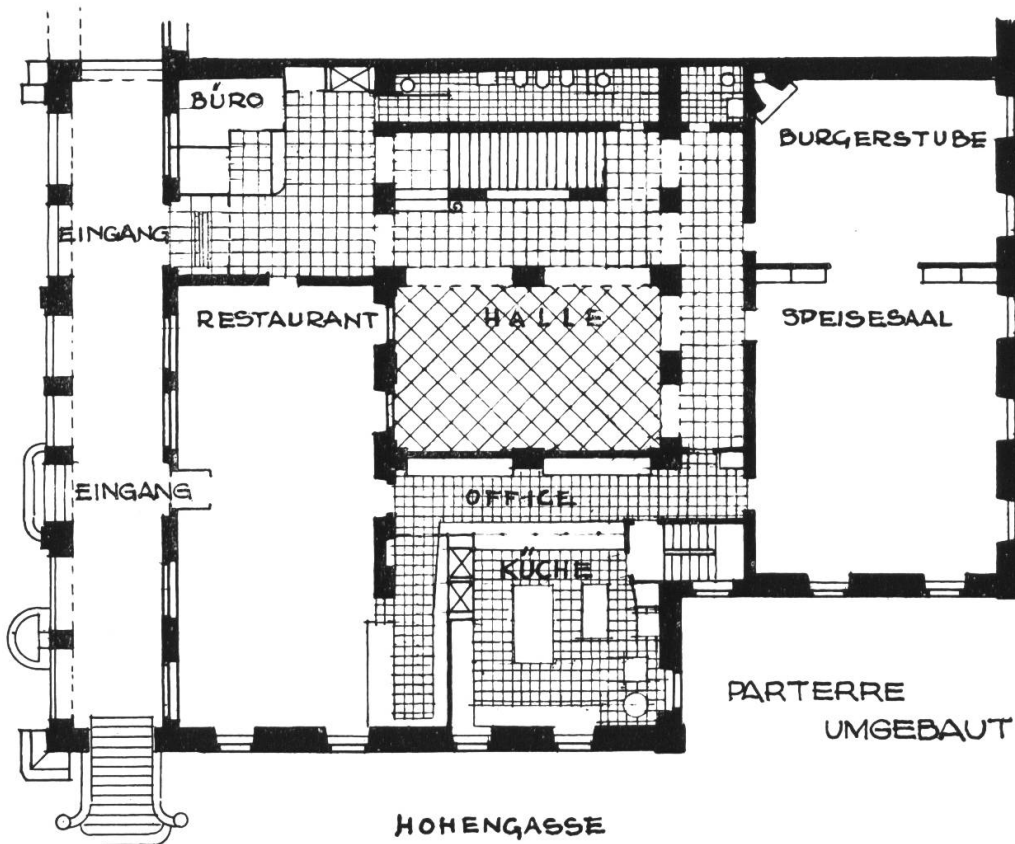 BÜRO
BURGERSTUBE
EINGANG
RESTAURANT
HALLE
SPEISESAAL
EINGANG
OFFICE
KÜCHE
PARTERRE
UMGEBAUT
HOHENGASSE